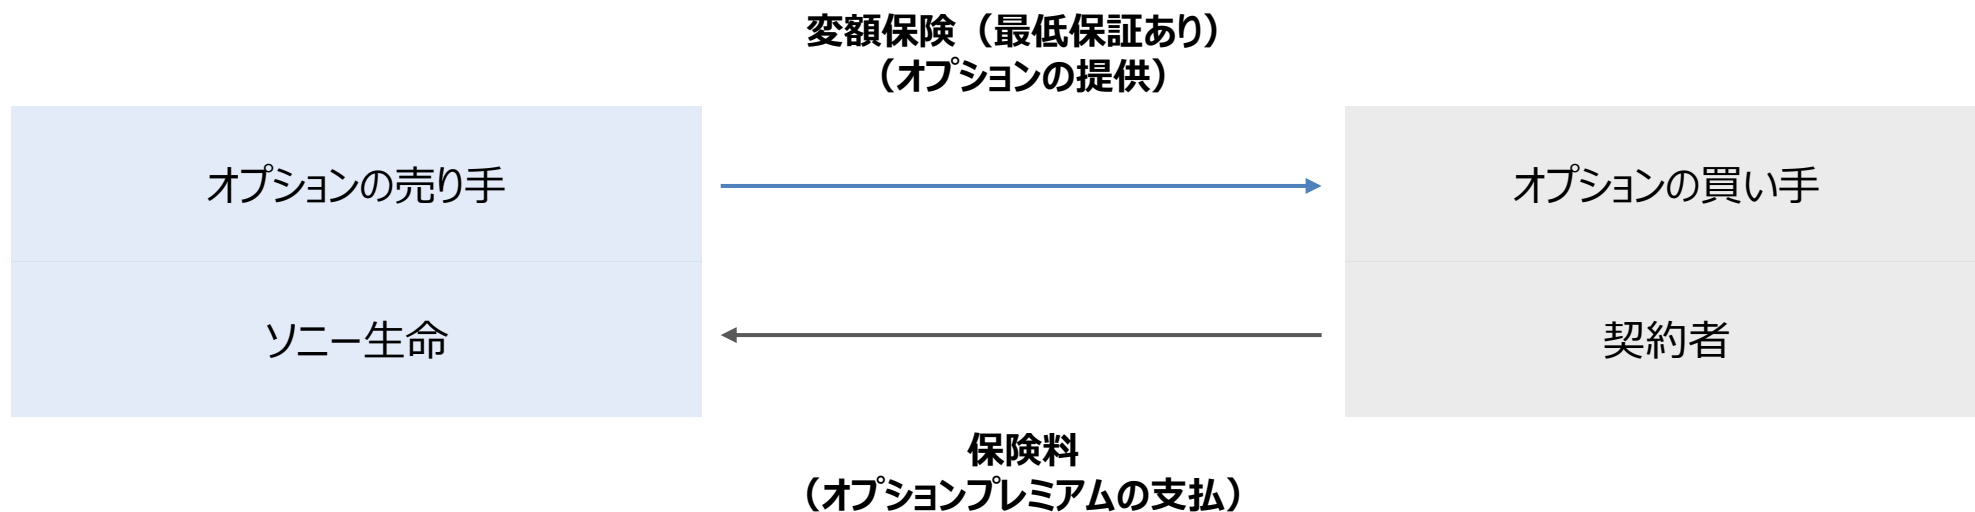 変額保険（最低保証あり）
（オプションの提供）
オプションの売り手
オプションの買い手
ソニー生命
契約者
保険料
（オプションプレミアムの支払）